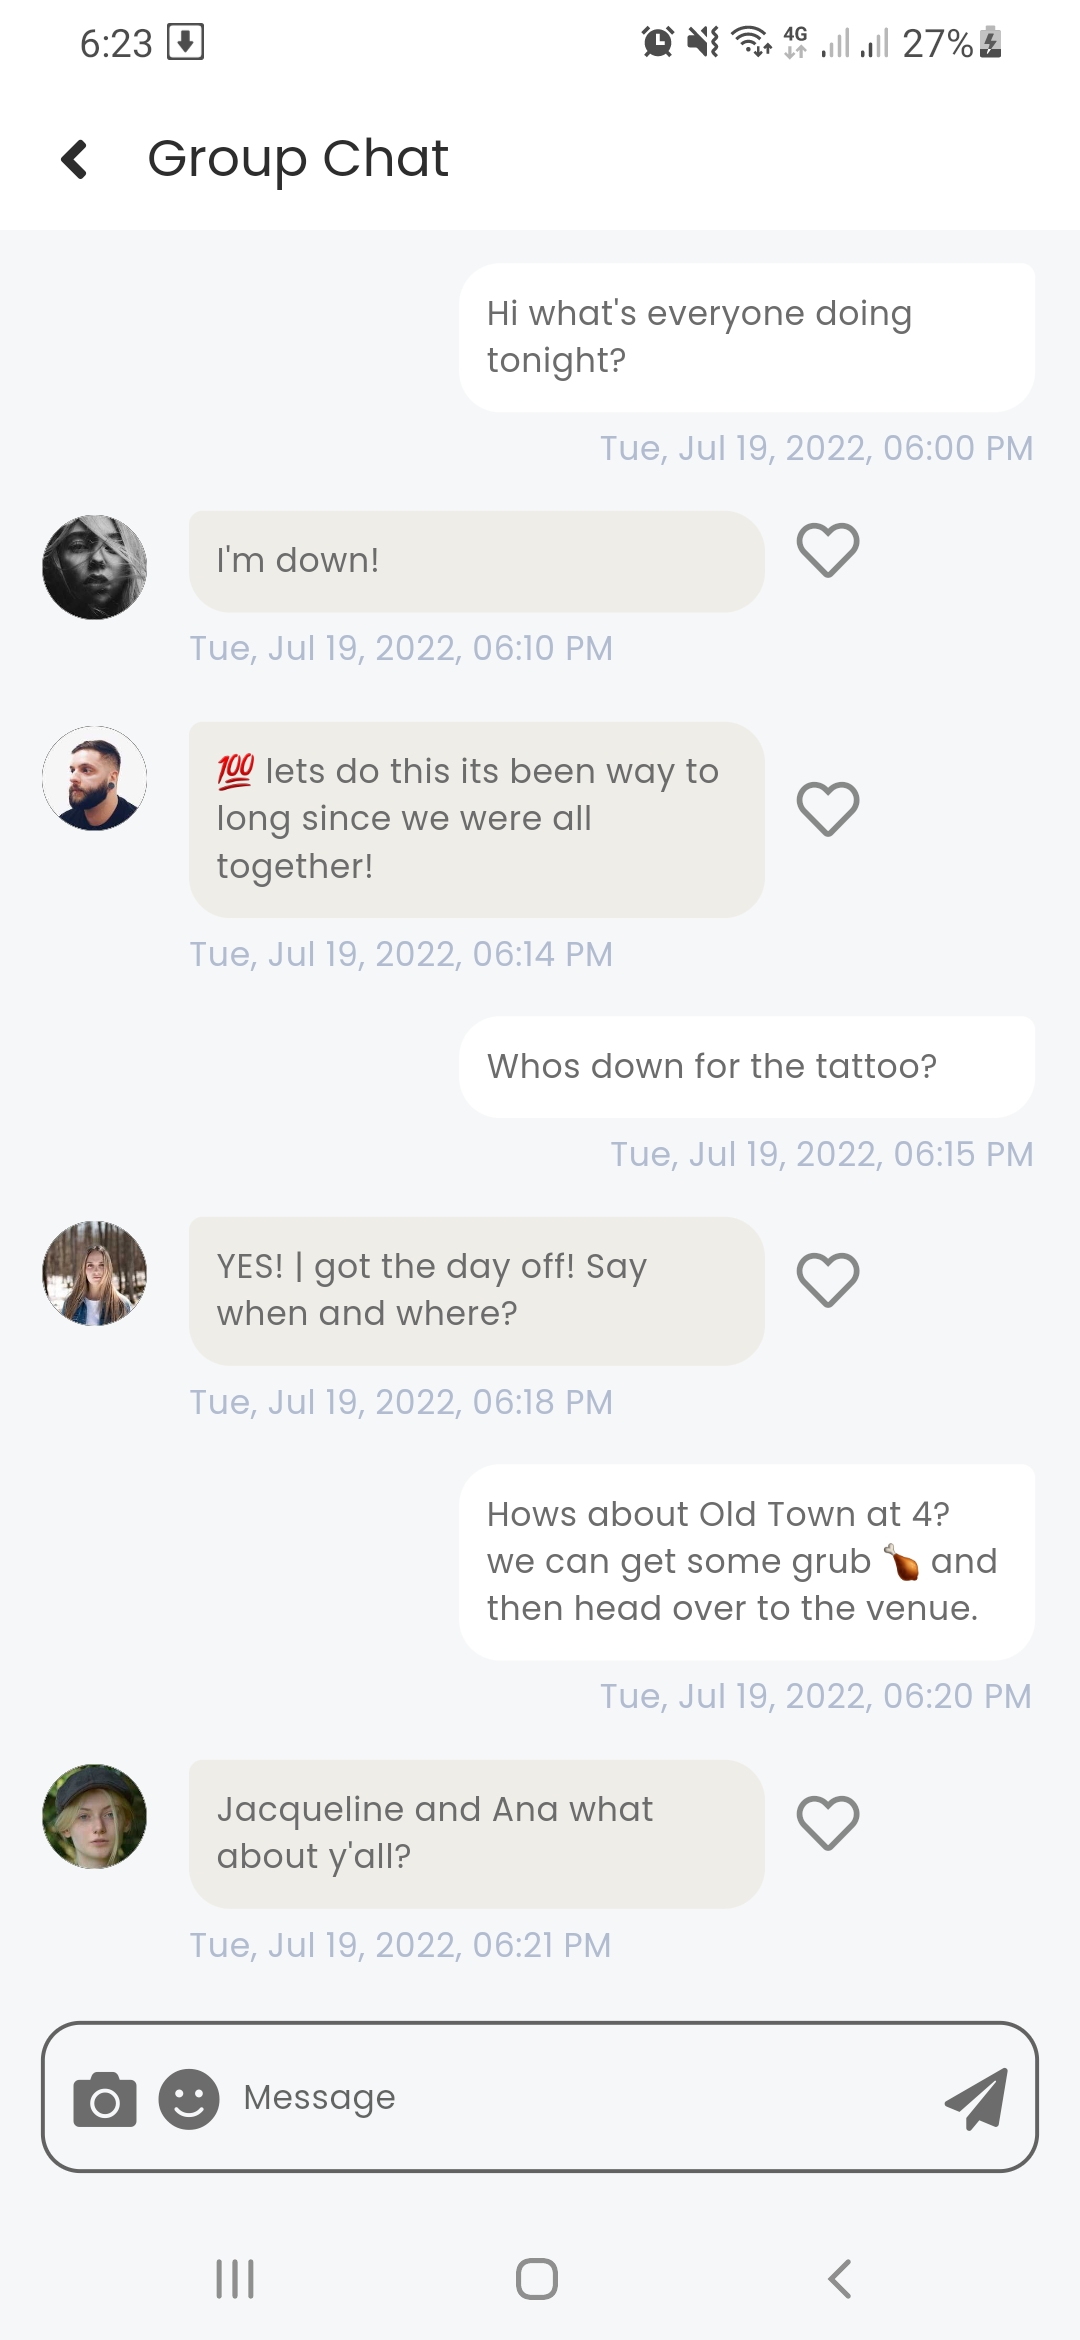 6:23
4G
27%
Group Chat
Hi what's everyone doing
tonight?
Tue, Jul 19, 2022, 06:00 PM
I'm down!
Tue, Jul 19, 2022, 06:10 PM
💯 lets do this its been way to
long since we were all
together!
Tue, Jul 19, 2022, 06:14 PM
Whos down for the tattoo?
Tue, Jul 19, 2022, 06:15 PM
YES! | got the day off! Say
when and where?
Tue, Jul 19, 2022, 06:18 PM
Hows about Old Town at 4?
we can get some grub 🍗 and
then head over to the venue.
Tue, Jul 19, 2022, 06:20 PM
Jacqueline and Ana what
about y'all?
Tue, Jul 19, 2022, 06:21 PM
Message